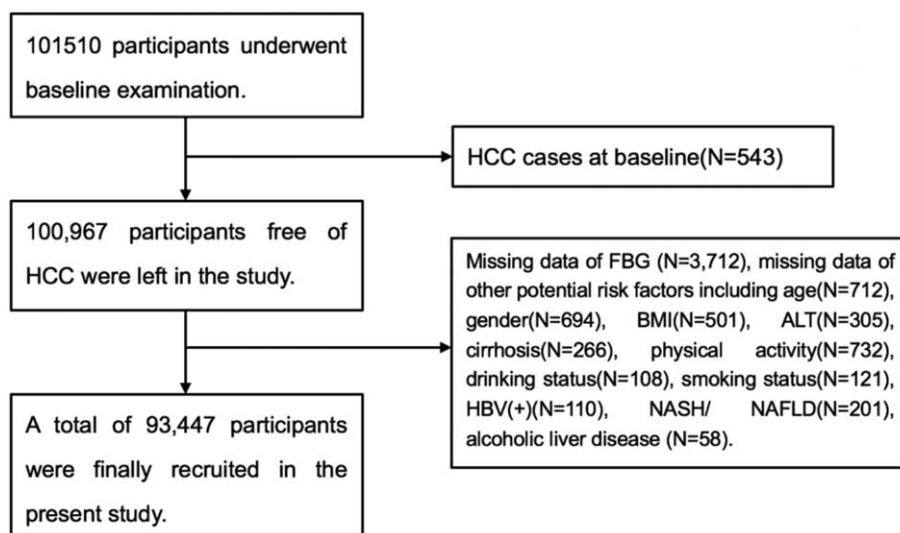 101510 participants underwent
baseline examination.
HCC cases at baseline(N=543)
100,967 participants free of
HCC were left in the study.
Missing data of FBG (N=3,712), missing data of
other potential risk factors including age(N=712),
gender(N=694), BMI(N=501), ALT(N=305),
cirrhosis(N=266), physical activity(N=732),
drinking status(N=108), smoking status(N=121),
HBV(+)(N=110), NASH/ NAFLD(N=201),
alcoholic liver disease (N=58).
A total of 93,447 participants
were finally recruited in the
present study.